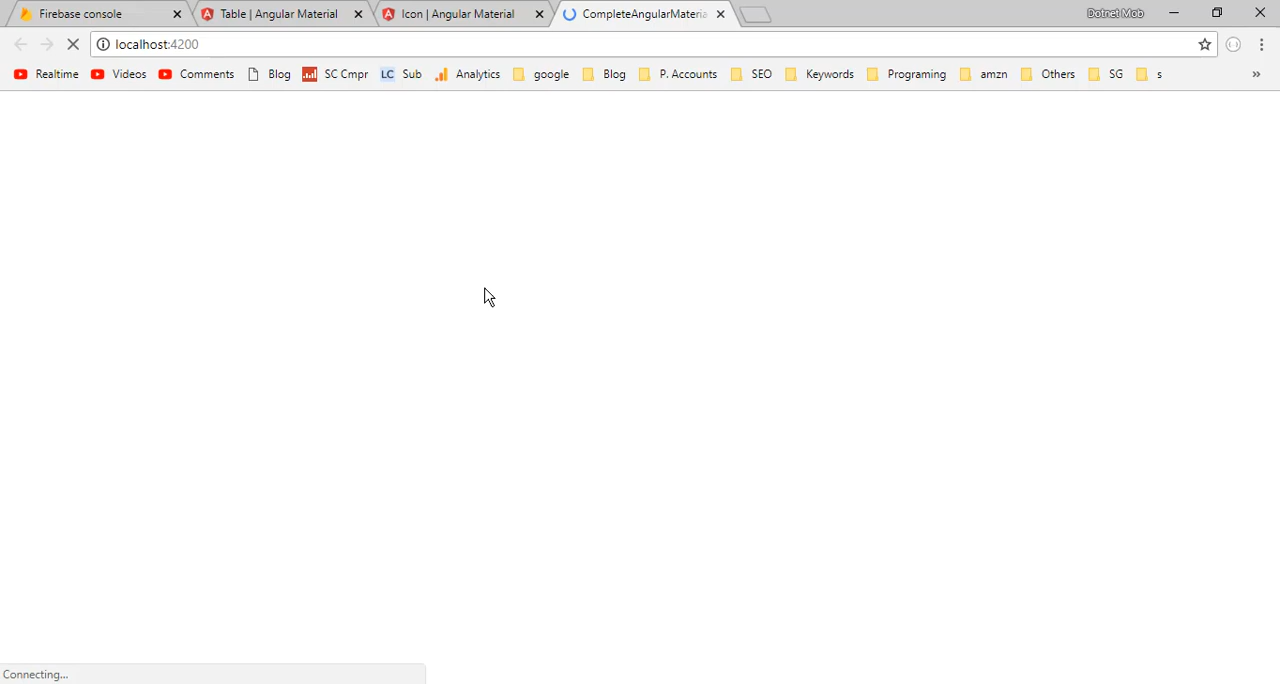 Firebase console
Table | Angular Material
Icon | Angular Material
CompleteAngularMateria
Dotnet Mob
localhost:4200
Realtime
Videos
Comments
Blog
SC Cmpr
LC Sub
Analytics
google
Blog
P. Accounts
SEO
Keywords
Programing
amzn
Others
SG
s
»
Connecting...